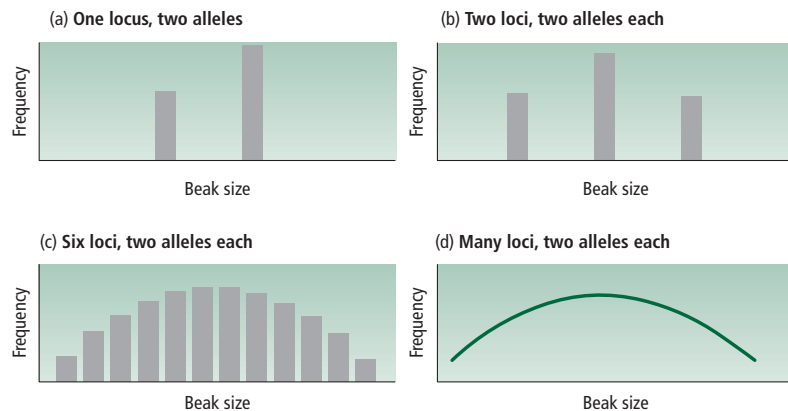 (a) One locus, two alleles
Frequency
Beak size
(b) Two loci, two alleles each
Frequency
Beak size
(c) Six loci, two alleles each
Frequency
Beak size
(d) Many loci, two alleles each
Frequency
Beak size